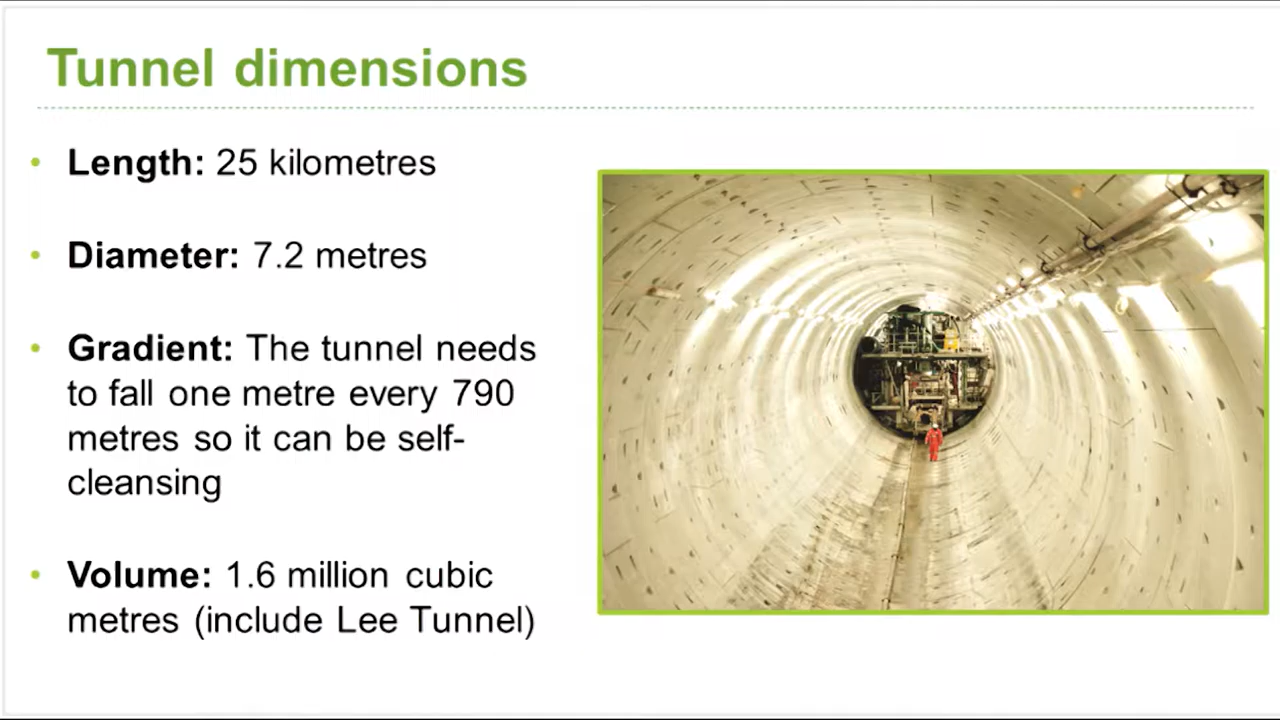 Tunnel dimensions
• Length: 25 kilometres
• Diameter: 7.2 metres
• Gradient: The tunnel needs
to fall one metre every 790
metres so it can be self-
cleansing
• Volume: 1.6 million cubic
metres (include Lee Tunnel)